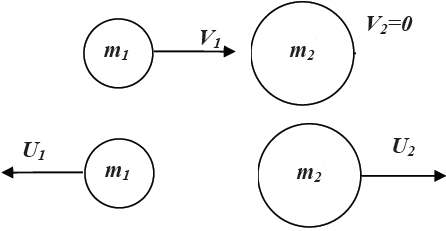 m₁ V₁ m₂ V₂=0
U₁ m₁ m₂ U₂